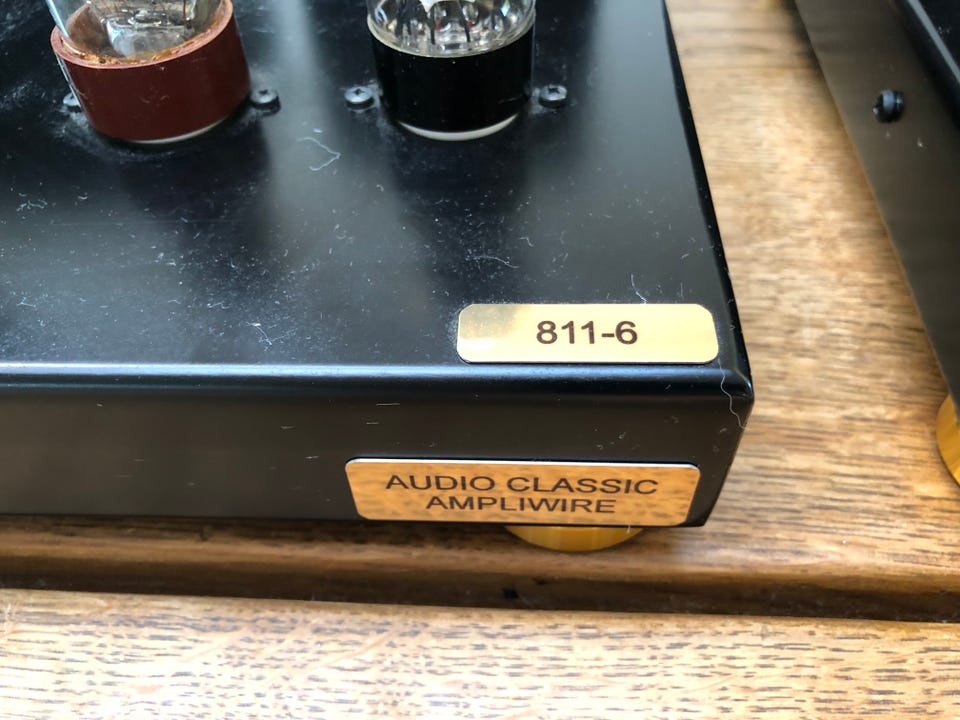 811-6
AUDIO CLASSIC
AMPLIWIRE